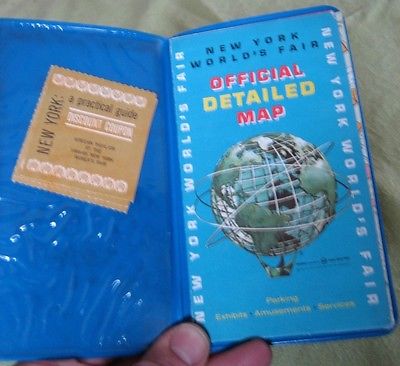 NEW YORK:
a practical guide
DISCOUNT COUPON
NEW YORK
WORLD'S FAIR
OFFICIAL
DETAILED
MAP
NEW YORK WORLD'S FAIR
NEW YORK WORLD'S FAIR
Parking
Exhibits · Amusements · Services